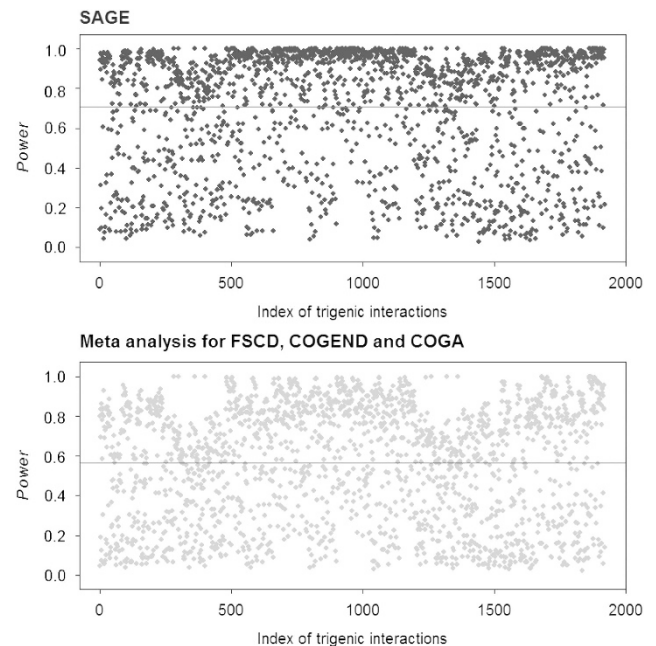 SAGE
1.0
0.8
0.6
0.4
0.2
0.0
Power
0 500 1000 1500 2000
Index of trigenic interactions
Meta analysis for FSCD, COGEND and COGA
1.0
0.8
0.6
0.4
0.2
0.0
Power
0 500 1000 1500 2000
Index of trigenic interactions